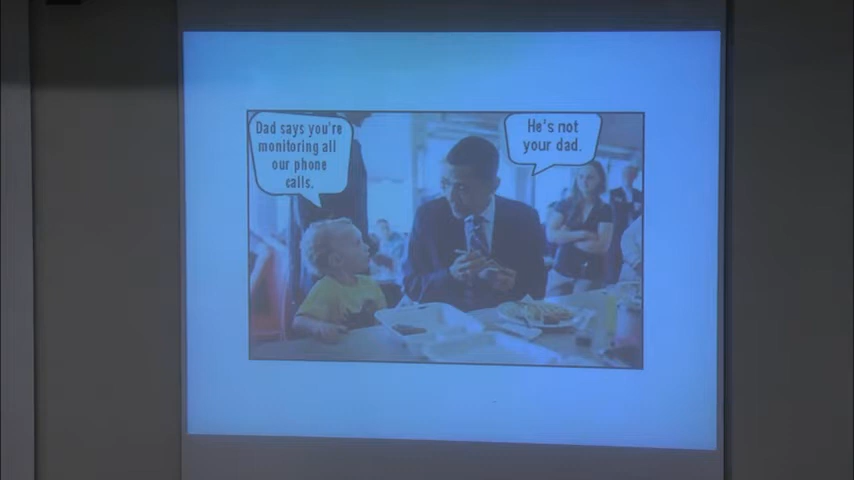 Dad says you're
monitoring all
our phone
calls.
He's not
your dad.